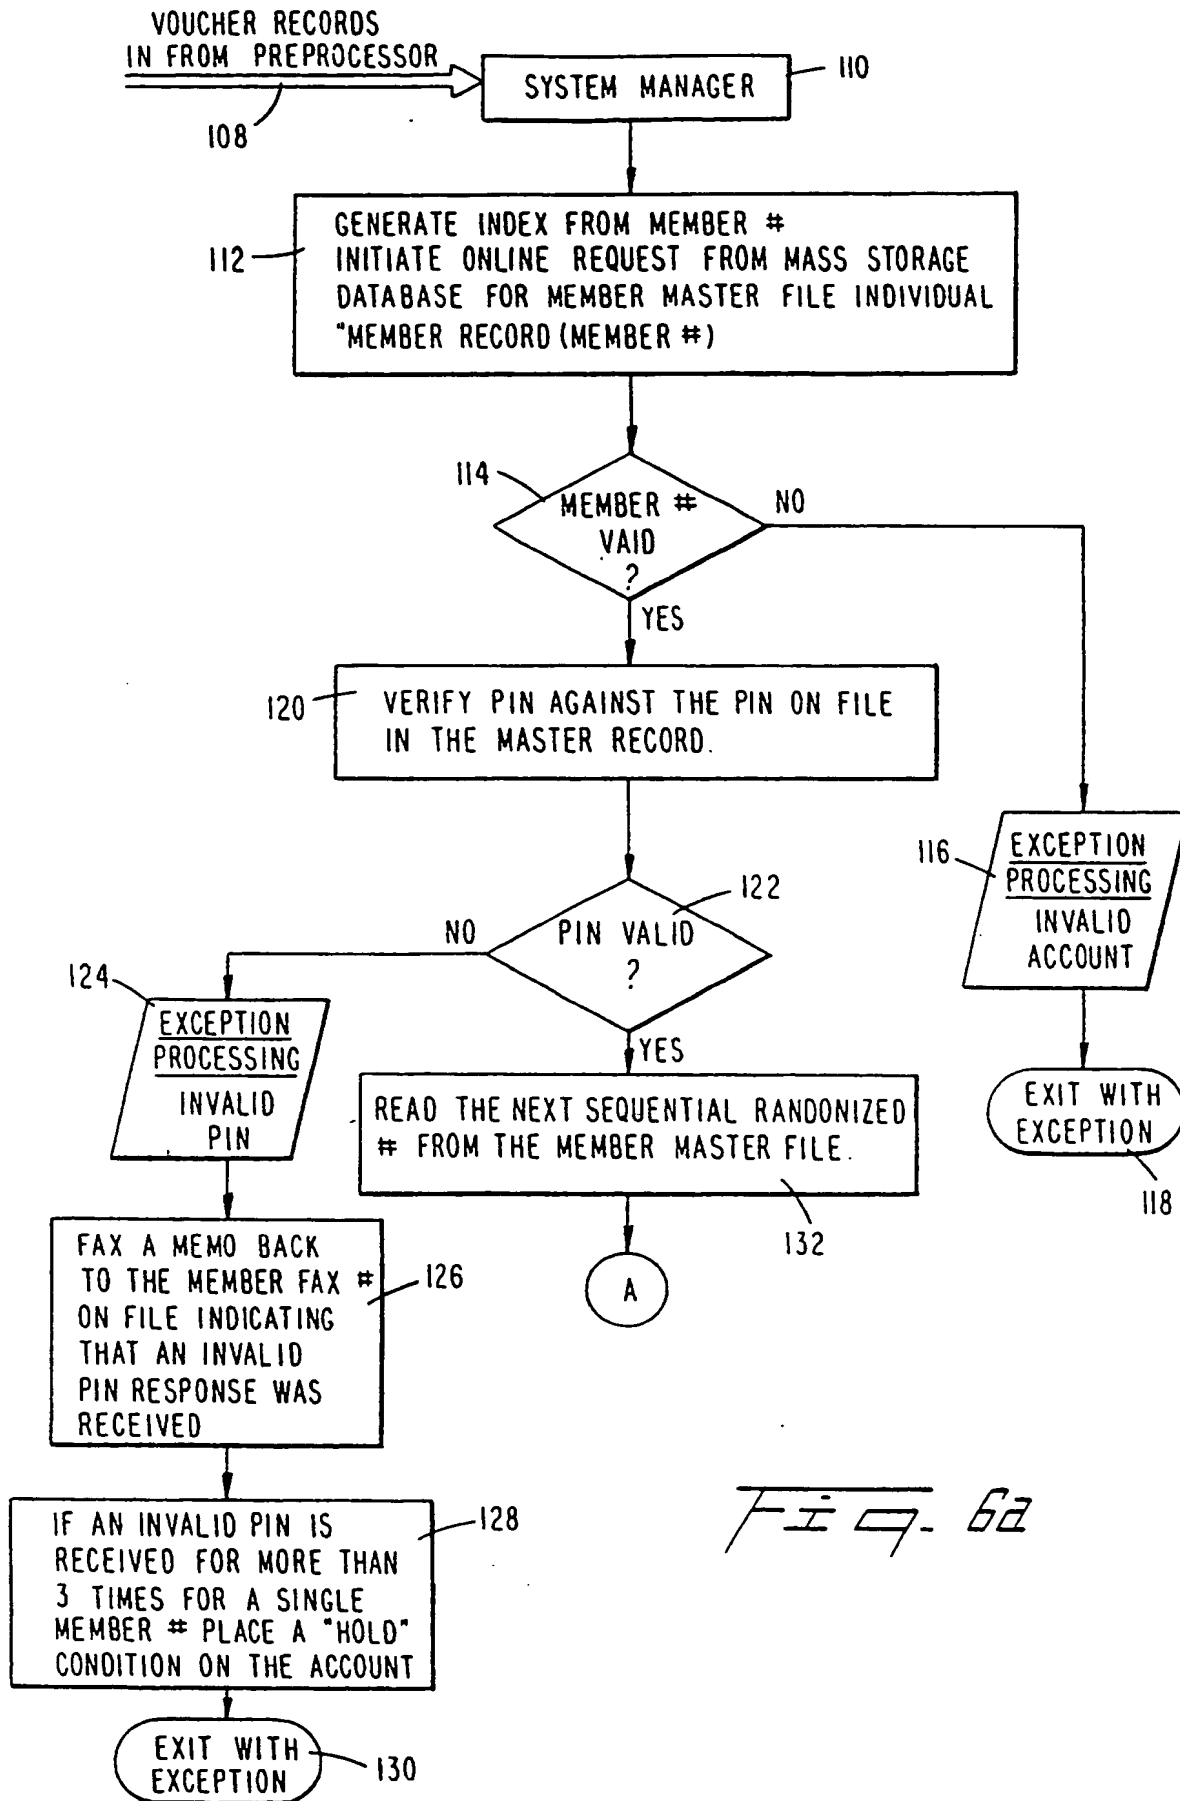 VOUCHER RECORDS
IN FROM PREPROCESSOR
108
SYSTEM MANAGER
110
112
GENERATE INDEX FROM MEMBER #
INITIATE ONLINE REQUEST FROM MASS STORAGE
DATABASE FOR MEMBER MASTER FILE INDIVIDUAL
"MEMBER RECORD (MEMBER #)
114
MEMBER #
VAID
?
NO
YES
120
VERIFY PIN AGAINST THE PIN ON FILE
IN THE MASTER RECORD.
116
EXCEPTION
PROCESSING
INVALID
ACCOUNT
122
NO
PIN VALID
?
YES
124
EXCEPTION
PROCESSING
INVALID
PIN
READ THE NEXT SEQUENTIAL RANDONIZED
# FROM THE MEMBER MASTER FILE.
132
EXIT WITH
EXCEPTION
118
A
FAX A MEMO BACK
TO THE MEMBER FAX #
ON FILE INDICATING
THAT AN INVALID
PIN RESPONSE WAS
RECEIVED
126
IF AN INVALID PIN IS
RECEIVED FOR MORE THAN
3 TIMES FOR A SINGLE
MEMBER # PLACE A "HOLD"
CONDITION ON THE ACCOUNT
128
EXIT WITH
EXCEPTION
130
Fig. 6a